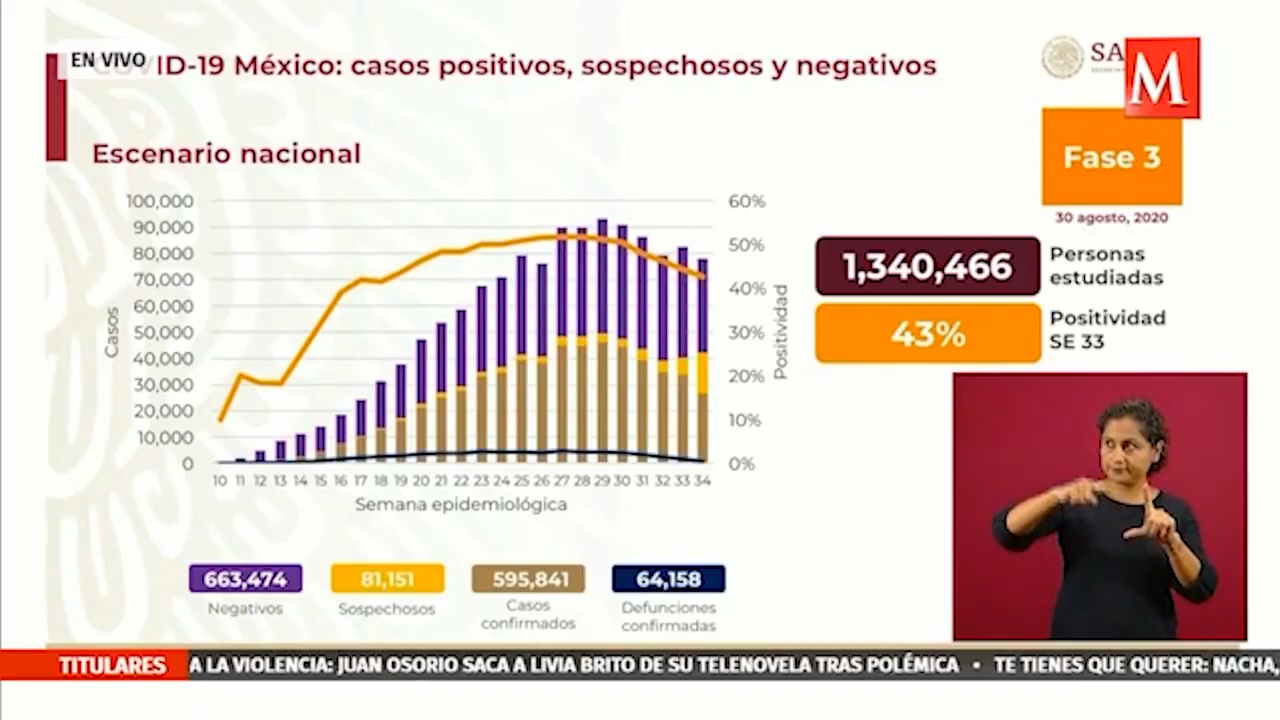 EN VIVO
COVID-19 México: casos positivos, sospechosos y negativos
SA
M
Escenario nacional
Fase 3
30 agosto, 2020
1,340,466
Personas
estudiadas
43%
Positividad
SE 33
Casos
100,000
90,000
80,000
70,000
60,000
50,000
40,000
30,000
20,000
10,000
0
60%
50%
40%
30%
20%
10%
0%
Positividad
10 11 12 13 14 15 16 17 18 19 20 21 22 23 24 25 26 27 28 29 30 31 32 33 34
Semana epidemiológica
663,474
Negativos
81,151
Sospechosos
595,841
Casos
confirmados
64,158
Defunciones
confirmadas
TITULARES
A LA VIOLENCIA: JUAN OSORIO SACA A LIVIA BRITO DE SU TELENOVELA TRAS POLÉMICA • TE TIENES QUE QUERER: NACHA,